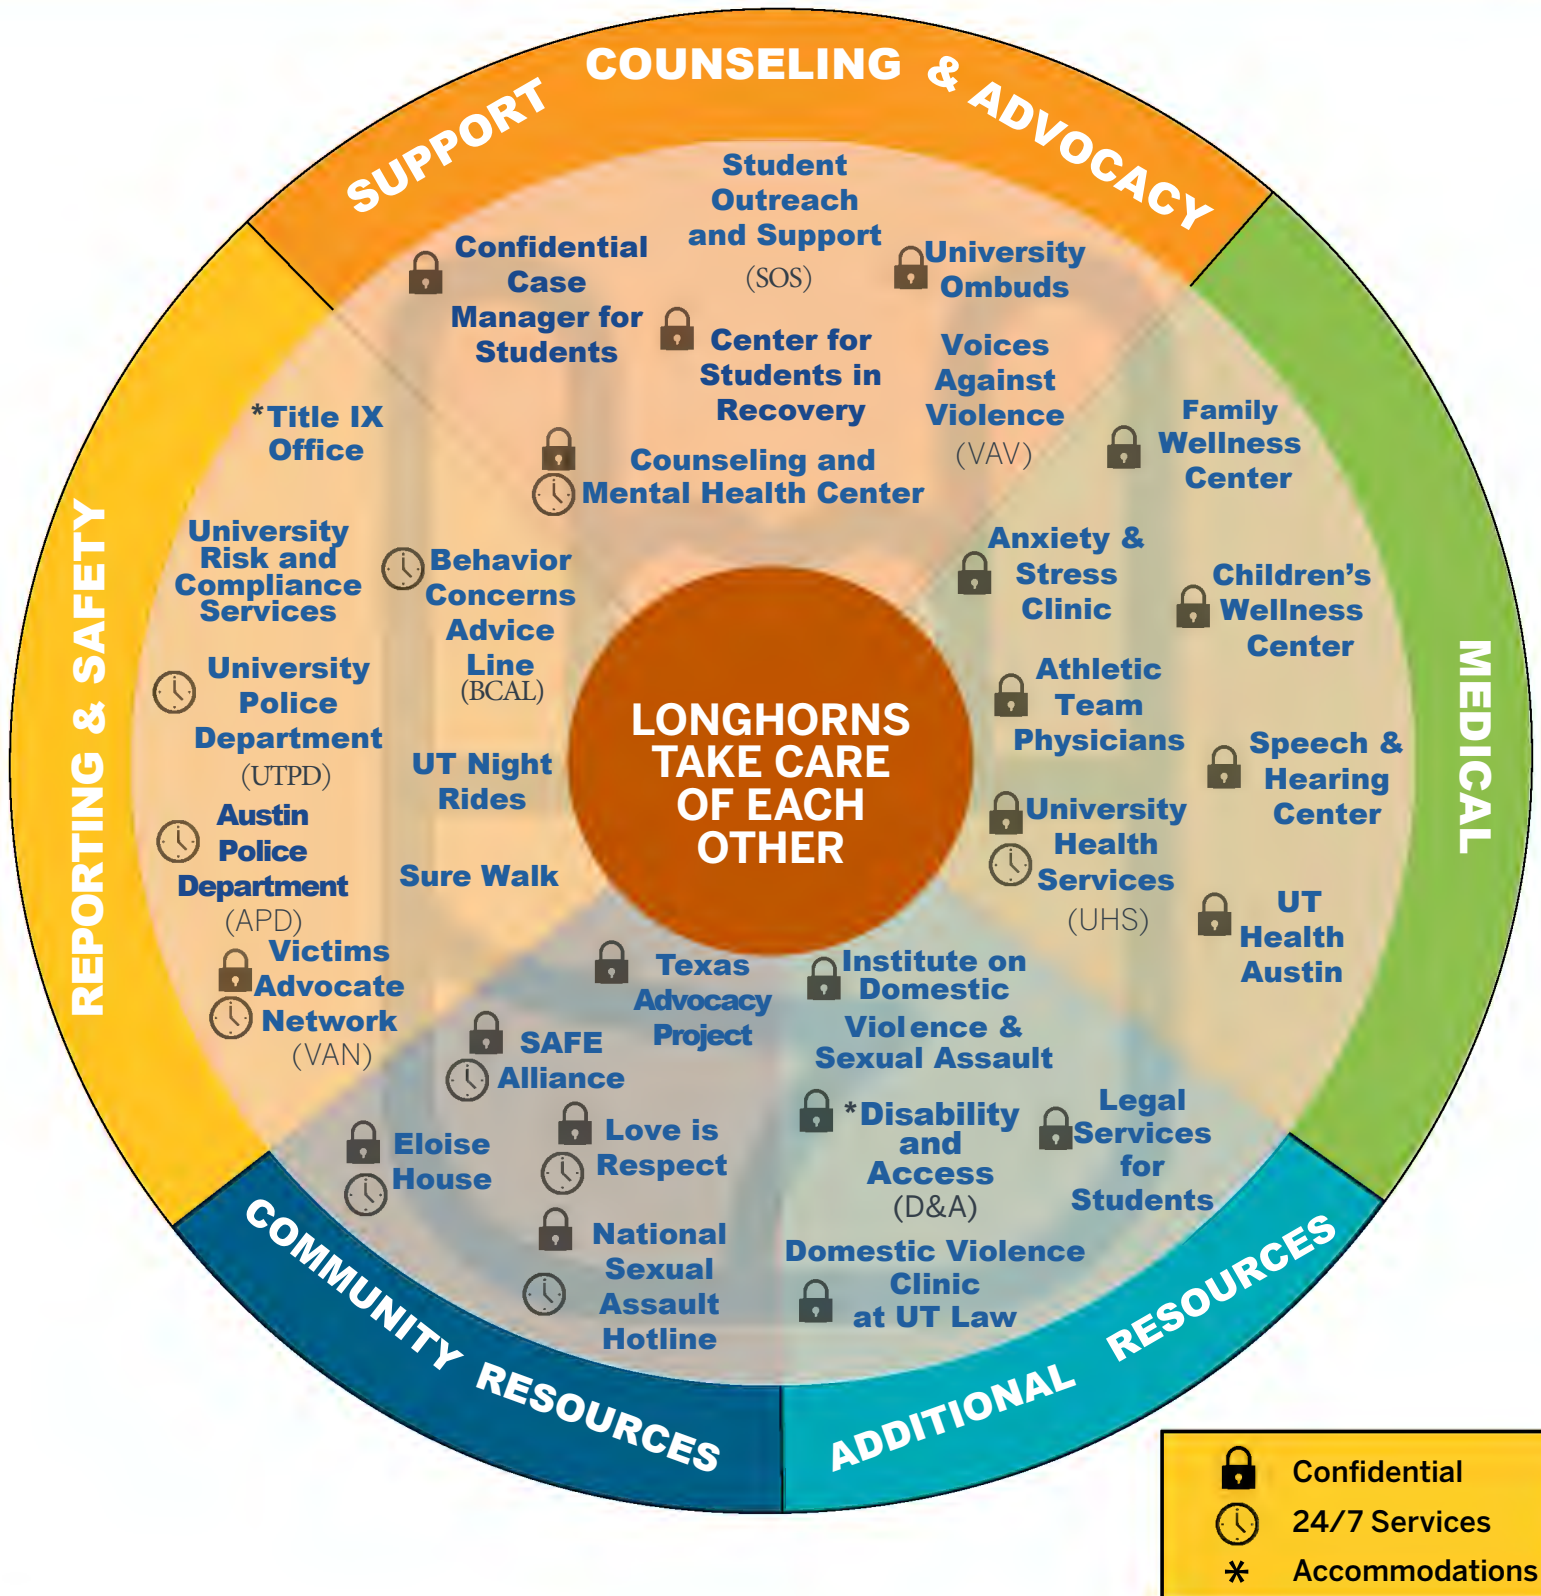 SUPPORT COUNSELING & ADVOCACY
Student
Outreach
and Support
(SOS)
Confidential
Case
Manager for
Students
University
Ombuds
Center for
Students in
Recovery
Voices
Against
Violence
(VAV)
Counseling and
Mental Health Center
MEDICAL
Family
Wellness
Center
Anxiety &
Stress
Clinic
Children's
Wellness
Center
Athletic
Team
Physicians
Speech &
Hearing
Center
University
Health
Services
(UHS)
UT
Health
Austin
REPORTING & SAFETY
*Title IX
Office
University
Risk and
Compliance
Services
Behavior
Concerns
Advice
Line
(BCAL)
University
Police
Department
(UTPD)
UT Night
Rides
Austin
Police
Department
(APD)
Sure Walk
Victims
Advocate
Network
(VAN)
LONGHORNS
TAKE CARE
OF EACH
OTHER
COMMUNITY RESOURCES
Texas
Advocacy
Project
SAFE
Alliance
Eloise
House
Love is
Respect
National
Sexual
Assault
Hotline
ADDITIONAL RESOURCES
Institute on
Domestic
Violence &
Sexual Assault
*Disability
and
Access
(D&A)
Legal
Services
for
Students
Domestic Violence
Clinic
at UT Law
Confidential
24/7 Services
* Accommodations